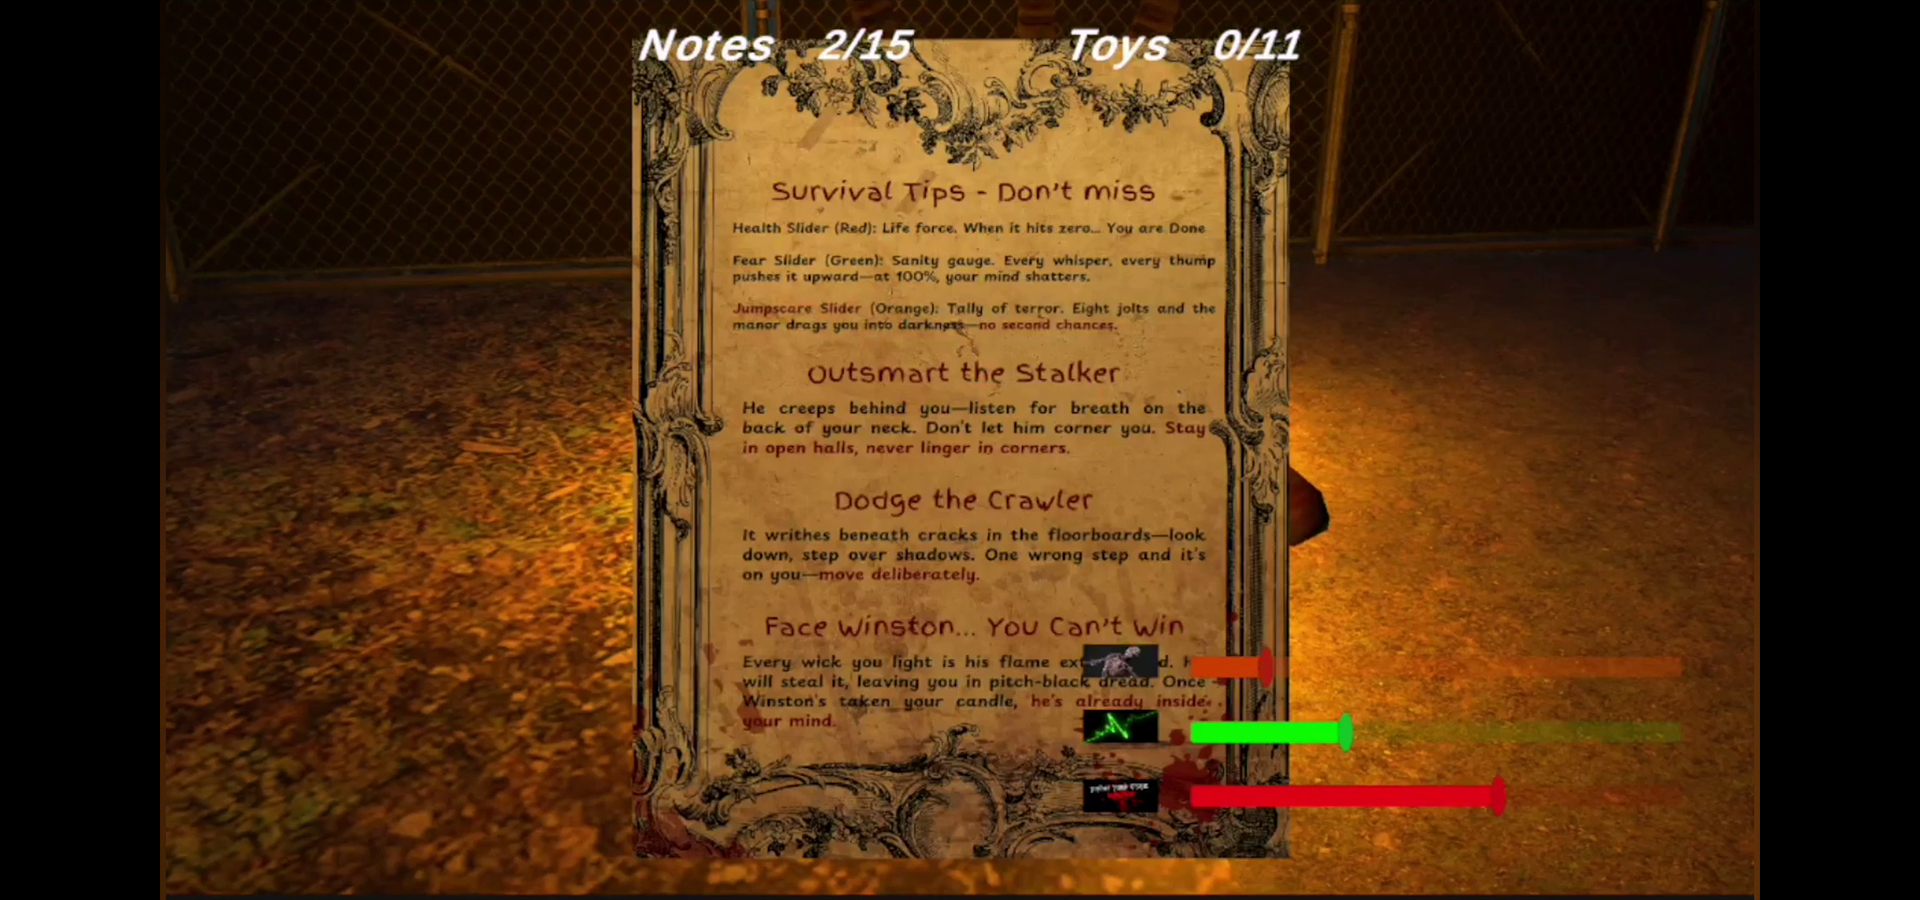 Notes 2/15 Toys 0/11
Survival Tips - Don't miss
Health Slider (Red): Life force. When it hits zero... You are Done
Fear Slider (Green): Sanity gauge. Every whisper, every thump
pushes it upward—at 100%, your mind shatters.
Jumpscare Slider (Orange): Tally of terror. Eight jolts and the
manor drags you into darkness—no second chances.
Outsmart the Stalker
He creeps behind you—listen for breath on the
back of your neck. Don't let him corner you. Stay
in open halls, never linger in corners.
Dodge the Crawler
It writhes beneath cracks in the floorboards—look
down, step over shadows. One wrong step and it's
on you—move deliberately.
Face Winston... You Can't Win
Every wick you light is his flame
will steal it, leaving you in pitch-black dread. Once
Winston's taken your candle, he's already inside
your mind.